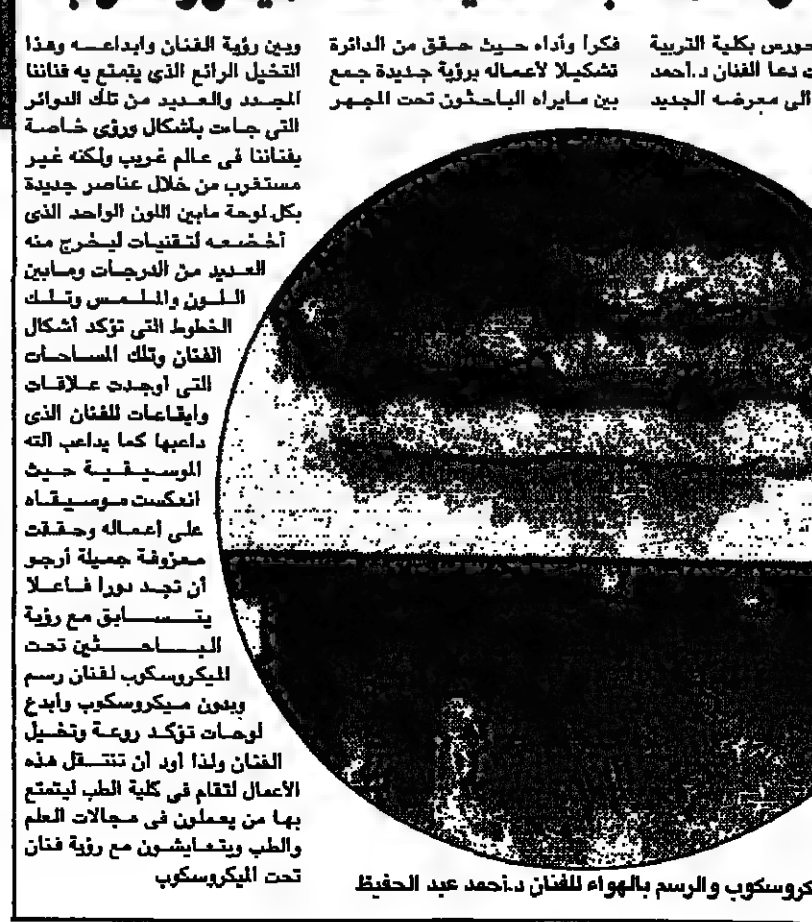 حورس بكلية التربية
دعا الفنان د.أحمد
الى معرضه الجديد
فكرا وأداء حيث حقق من الدائرة
تشكيلا لأعماله برؤية جديدة جمع
بين مايراه الباحثون تحت المجهر
وبين رؤية الفنان وابداعه وهذا
التخيل الرائع الذي يتمتع به فناننا
المجدد والعديد من تلك الدوائر
التي جاءت بأشكال ورؤى خاصة
بفناننا فى عالم غريب ولكنه غير
مستغرب من خلال عناصر جديدة
بكل لوحة مابين اللون الواحد الذى
أخضعه لتقنيات ليخرج منه
العديد من الدرجات ومابين
اللون والملمس وتلك
الخطوط التى تؤكد أشكال
الفنان وتلك المساحات
التى أوجدت علاقات
وايقاعات للفنان الذى
داعبها كما يداعب الته
الموسيقية حيث
انعكست موسيقاه
على أعماله وحققت
معزوفة جميلة أرجو
أن تجد دورا فاعلا
يتسابق مع رؤية
الباحثين تحت
الميكروسكوب لفنان رسم
وبدون ميكروسكوب وأبدع
لوحات تؤكد روعة وتخيل
الفنان ولذا أود أن تنتقل هذه
الأعمال لتقام فى كلية الطب ليتمتع
بها من يعملون فى مجالات العلم
والطب ويتعايشون مع رؤية فنان
تحت الميكروسكوب
كروسكوب والرسم بالهواء للفنان د.أحمد عبد الحفيظ